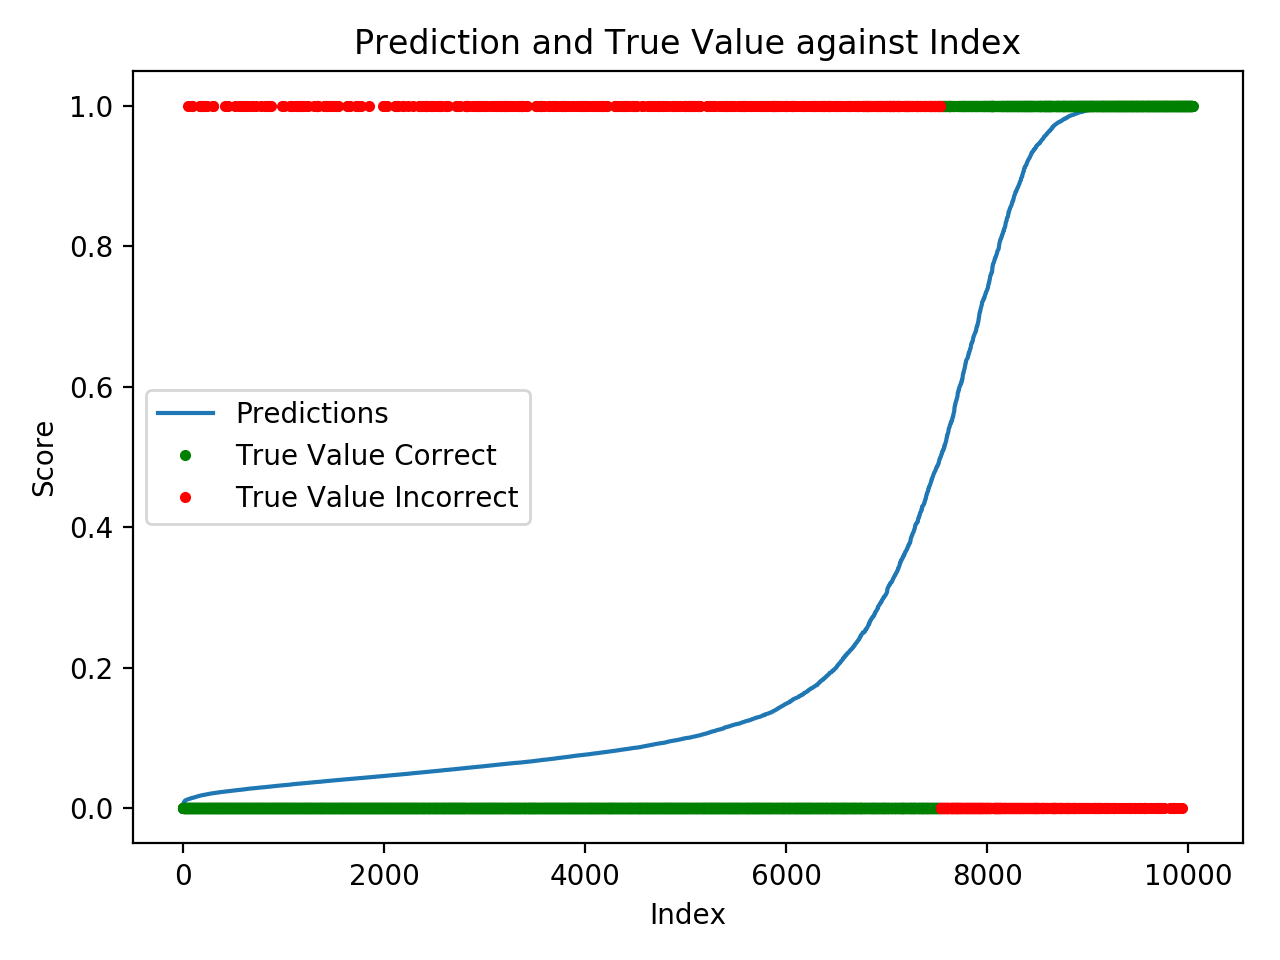 Prediction and True Value against Index
1.0
0.8
0.6
0.4
0.2
0.0
Score
Predictions
True Value Correct
True Value Incorrect
0 2000 4000 6000 8000 10000
Index